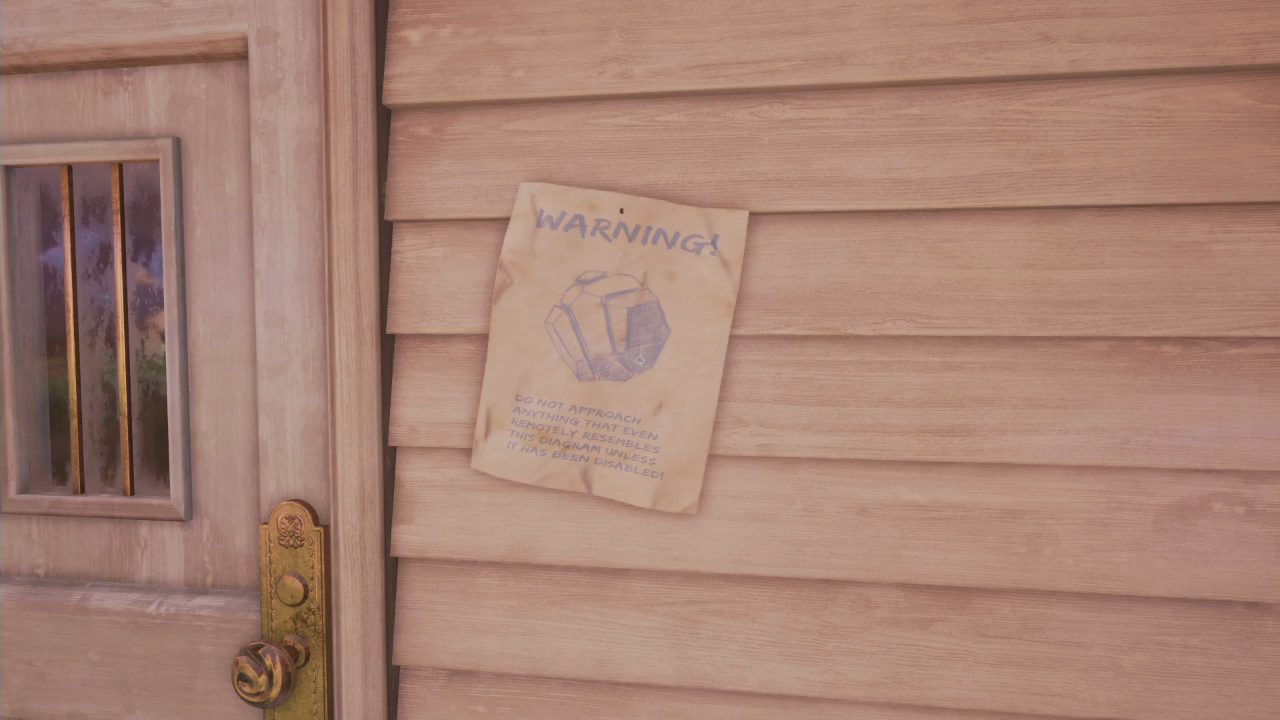 WARNING!
DO NOT APPROACH
ANYTHING THAT EVEN
REMOTELY RESEMBLES
THIS DIAGRAM UNLESS
IT HAS BEEN DISABLED!